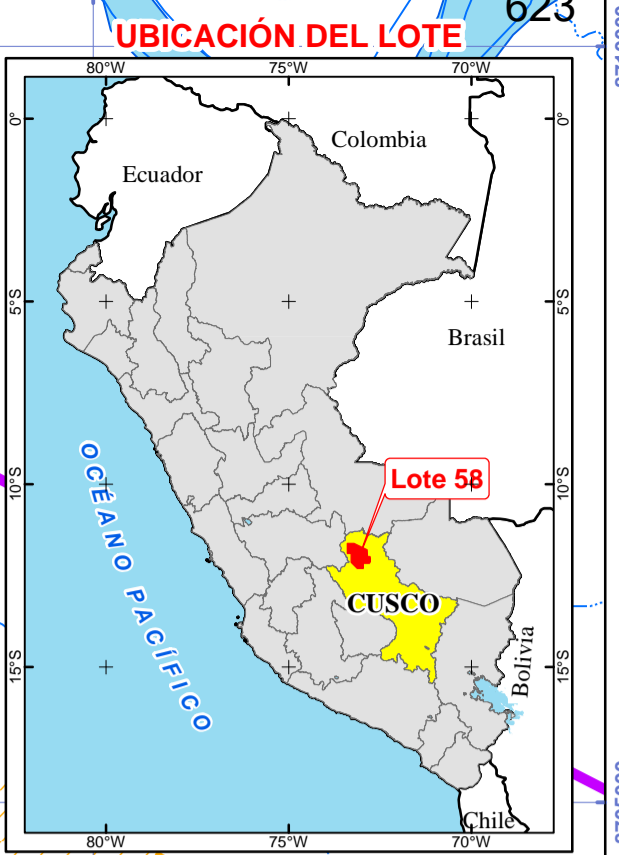 623
UBICACIÓN DEL LOTE
80°W 75°W 70°W
0° 0°
Colombia
Ecuador
5°S 5°S
Brasil
OCÉANO PACÍFICO
10°S 10°S
Lote 58
CUSCO
15°S 15°S
Bolivia
Chile
80°W 75°W 70°W